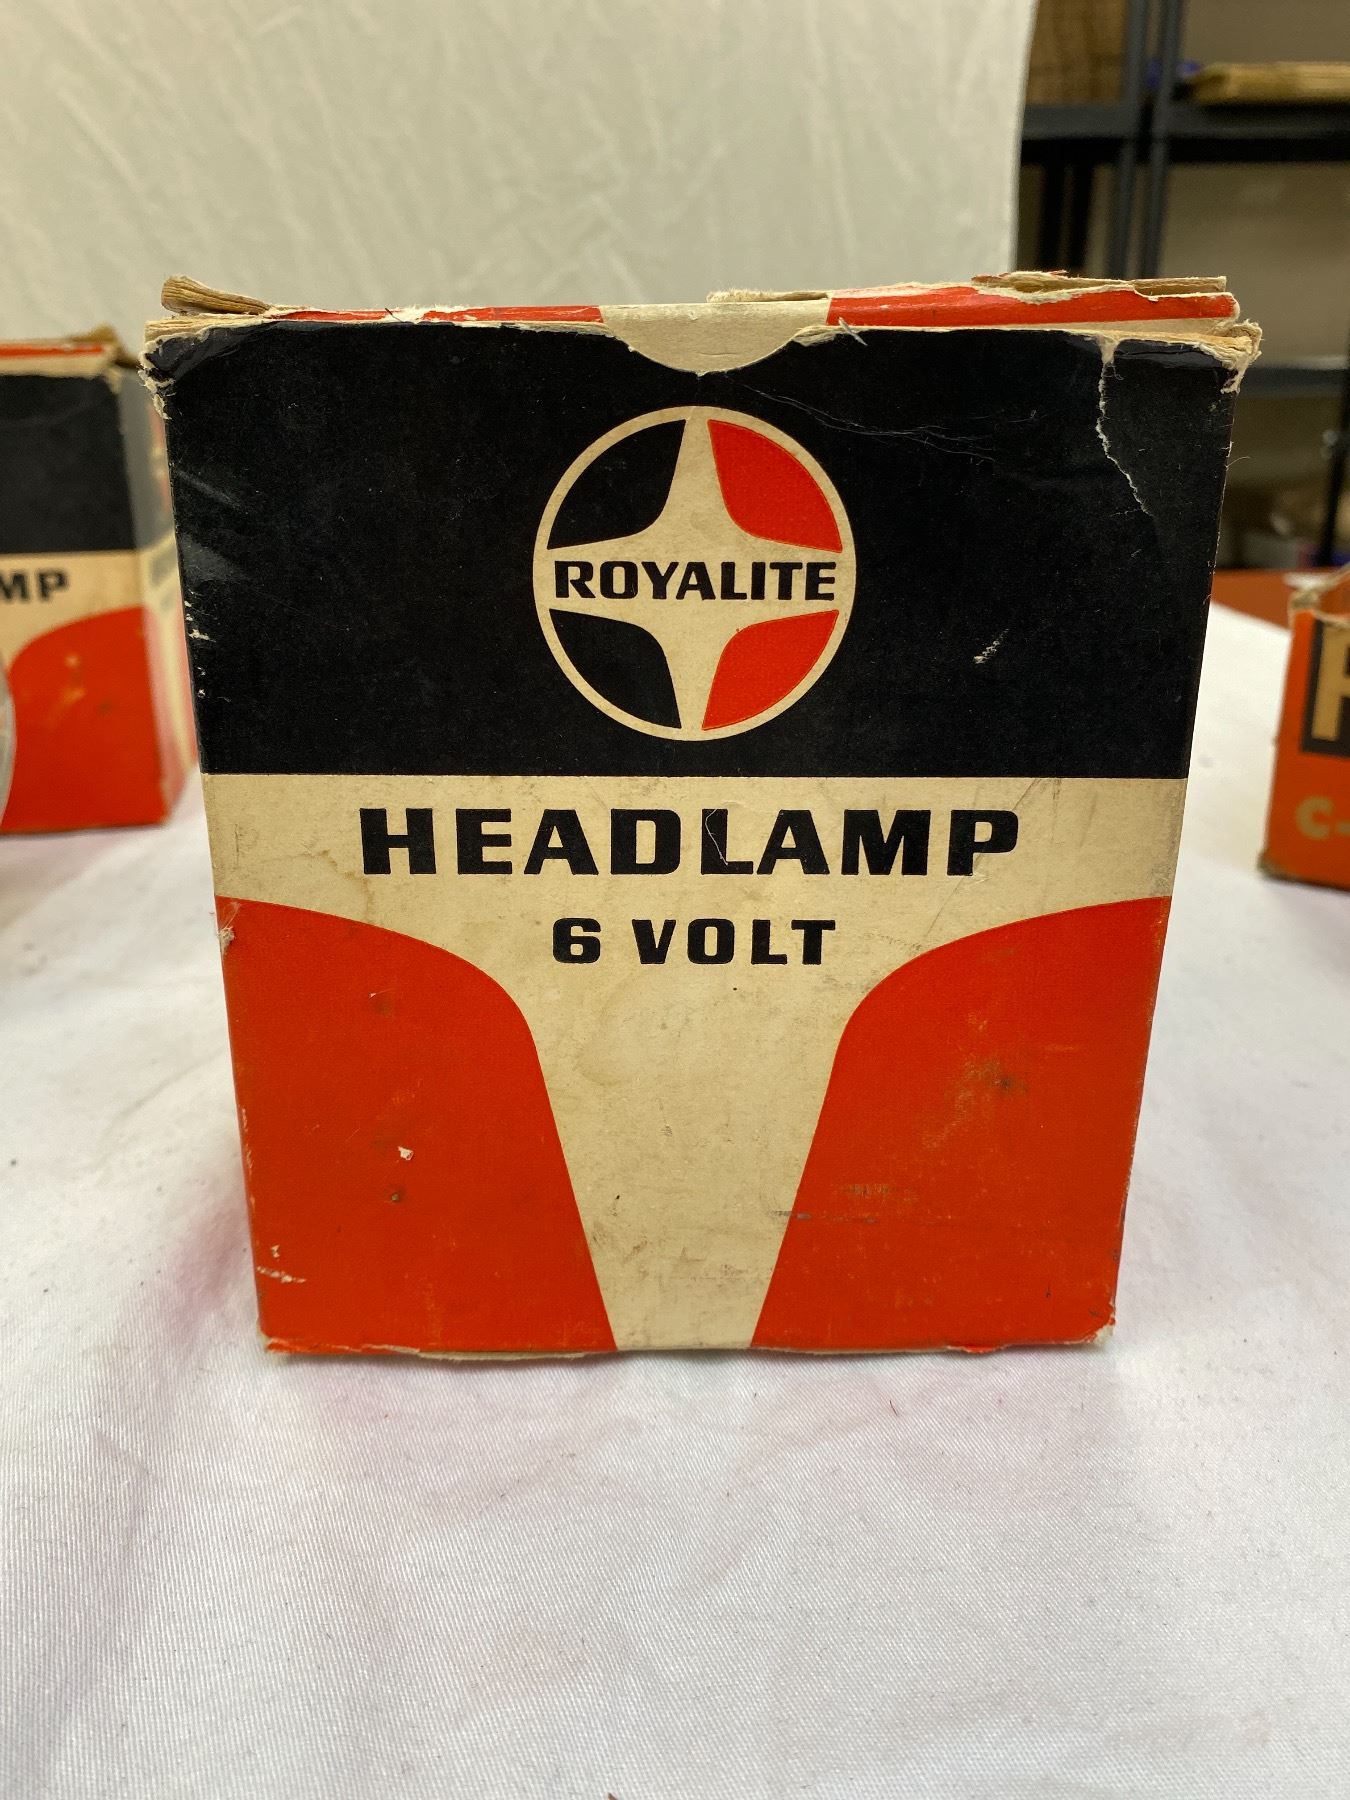 ROYALITE
HEADLAMP
6 VOLT
MP
C-